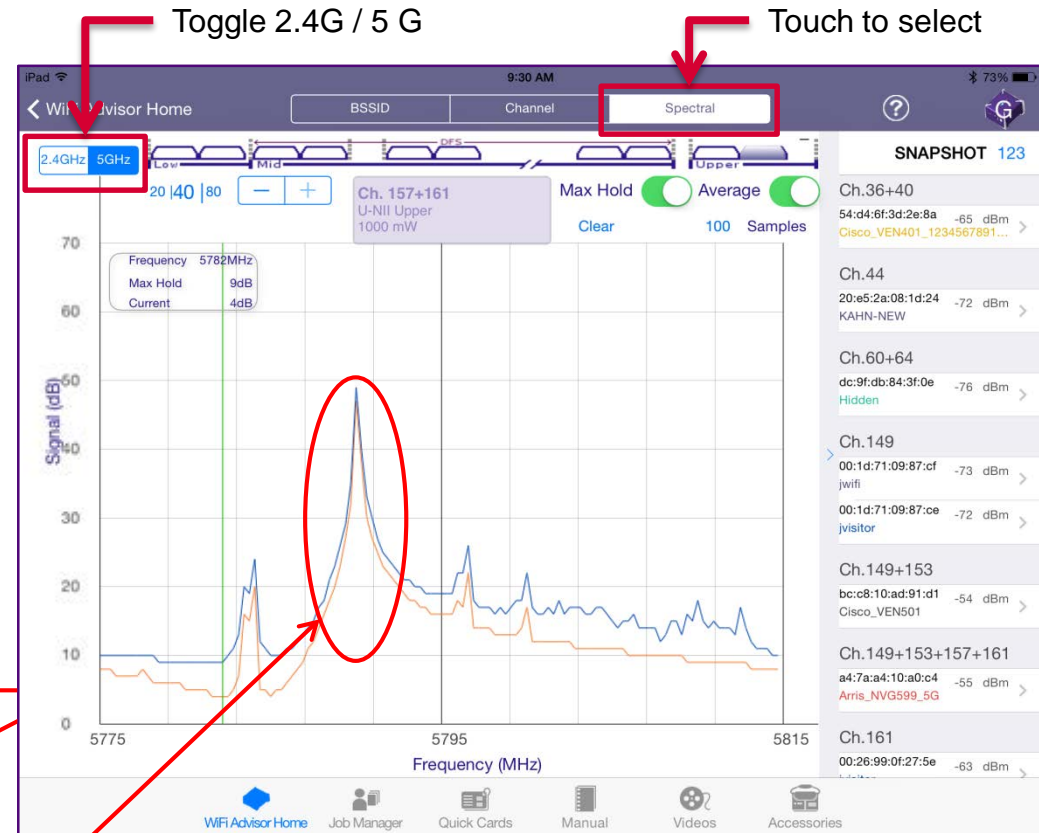 Toggle 2.4G / 5 G
Touch to select
iPad
9:30 AM
73%
WiFi Advisor Home
BSSID
Channel
Spectral
?
G
2.4GHz
5GHz
Low
Mid
DFS
Upper
SNAPSHOT 123
20 |40 |80
− +
Ch. 157+161
U-NII Upper
1000 mW
Max Hold
Average
Clear
100 Samples
Frequency 5782MHz
Max Hold 9dB
Current 4dB
Signal (dB)
70
60
50
40
30
20
10
0
5775
5795
5815
Frequency (MHz)
Ch.36+40
54:d4:6f:3d:2e:8a -65 dBm
Cisco_VEN401_1234567891...
Ch.44
20:e5:2a:08:1d:24 -72 dBm
KAHN-NEW
Ch.60+64
dc:9f:db:84:3f:0e -76 dBm
Hidden
Ch.149
00:1d:71:09:87:cf -73 dBm
jwifi
00:1d:71:09:87:ce -72 dBm
jvisitor
Ch.149+153
bc:c8:10:ad:91:d1 -54 dBm
Cisco_VEN501
Ch.149+153+157+161
a4:7a:a4:10:a0:c4 -55 dBm
Arris_NVG599_5G
Ch.161
00:26:99:0f:27:5e -63 dBm
WiFi Advisor Home
Job Manager
Quick Cards
Manual
Videos
Accessories